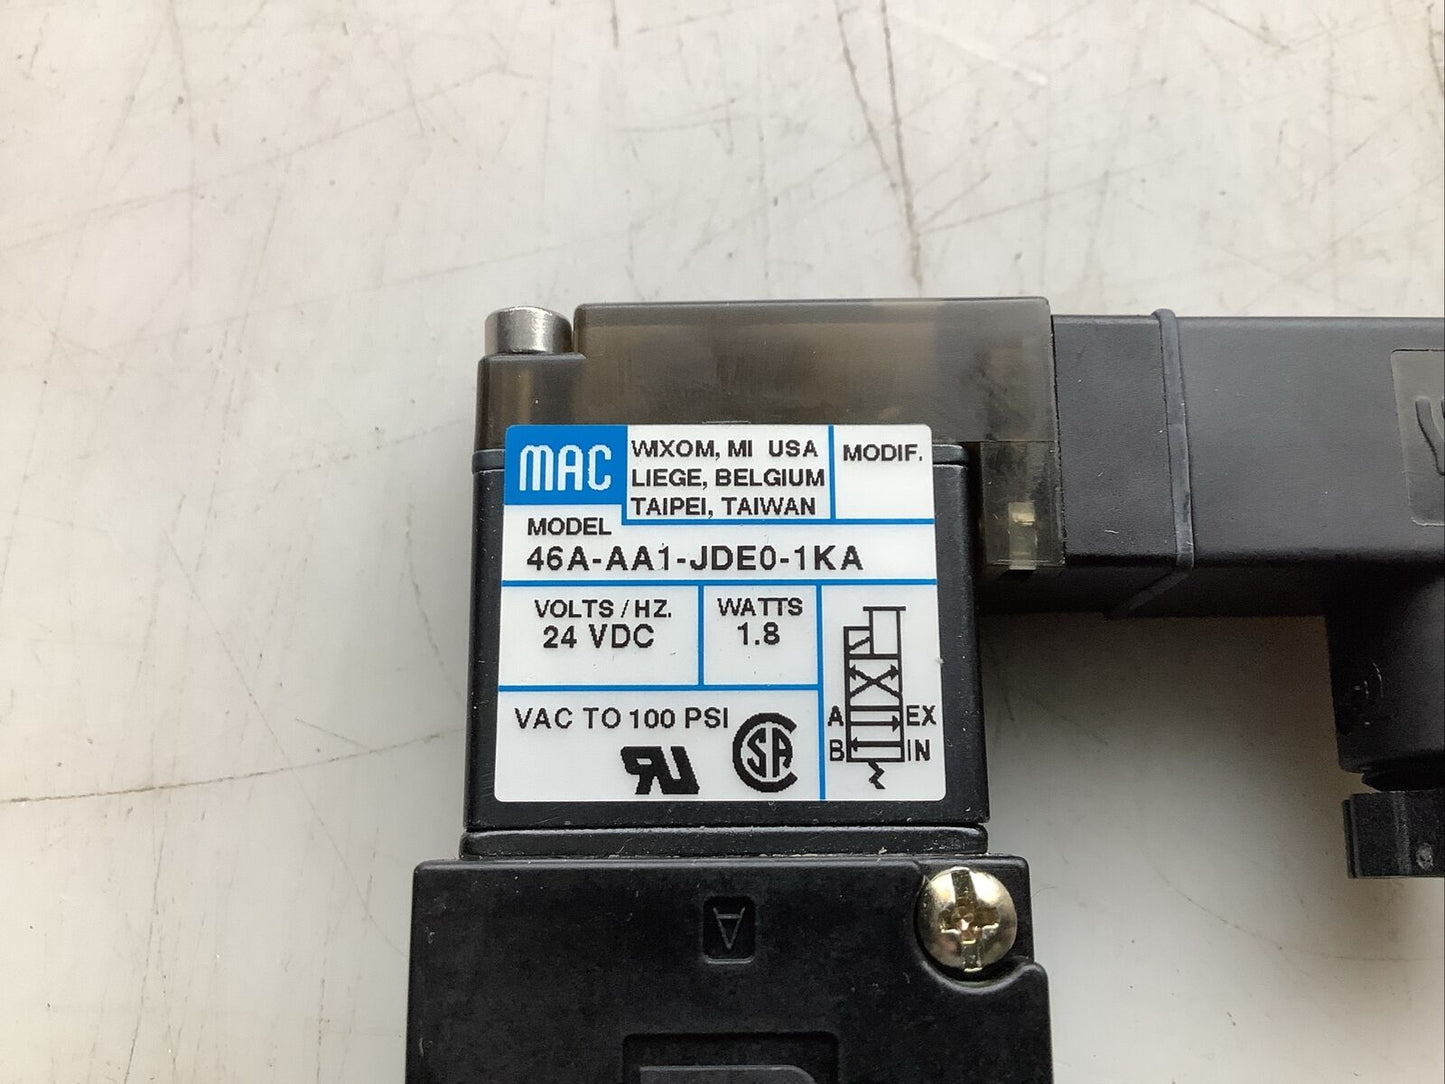 MAC
WIXOM, MI USA
LIEGE, BELGIUM
TAIPEI, TAIWAN
MODIF.
MODEL
46A-AA1-JDE0-1KA
VOLTS / HZ.
24 VDC
WATTS
1.8
VAC TO 100 PSI
A EX
B IN
A